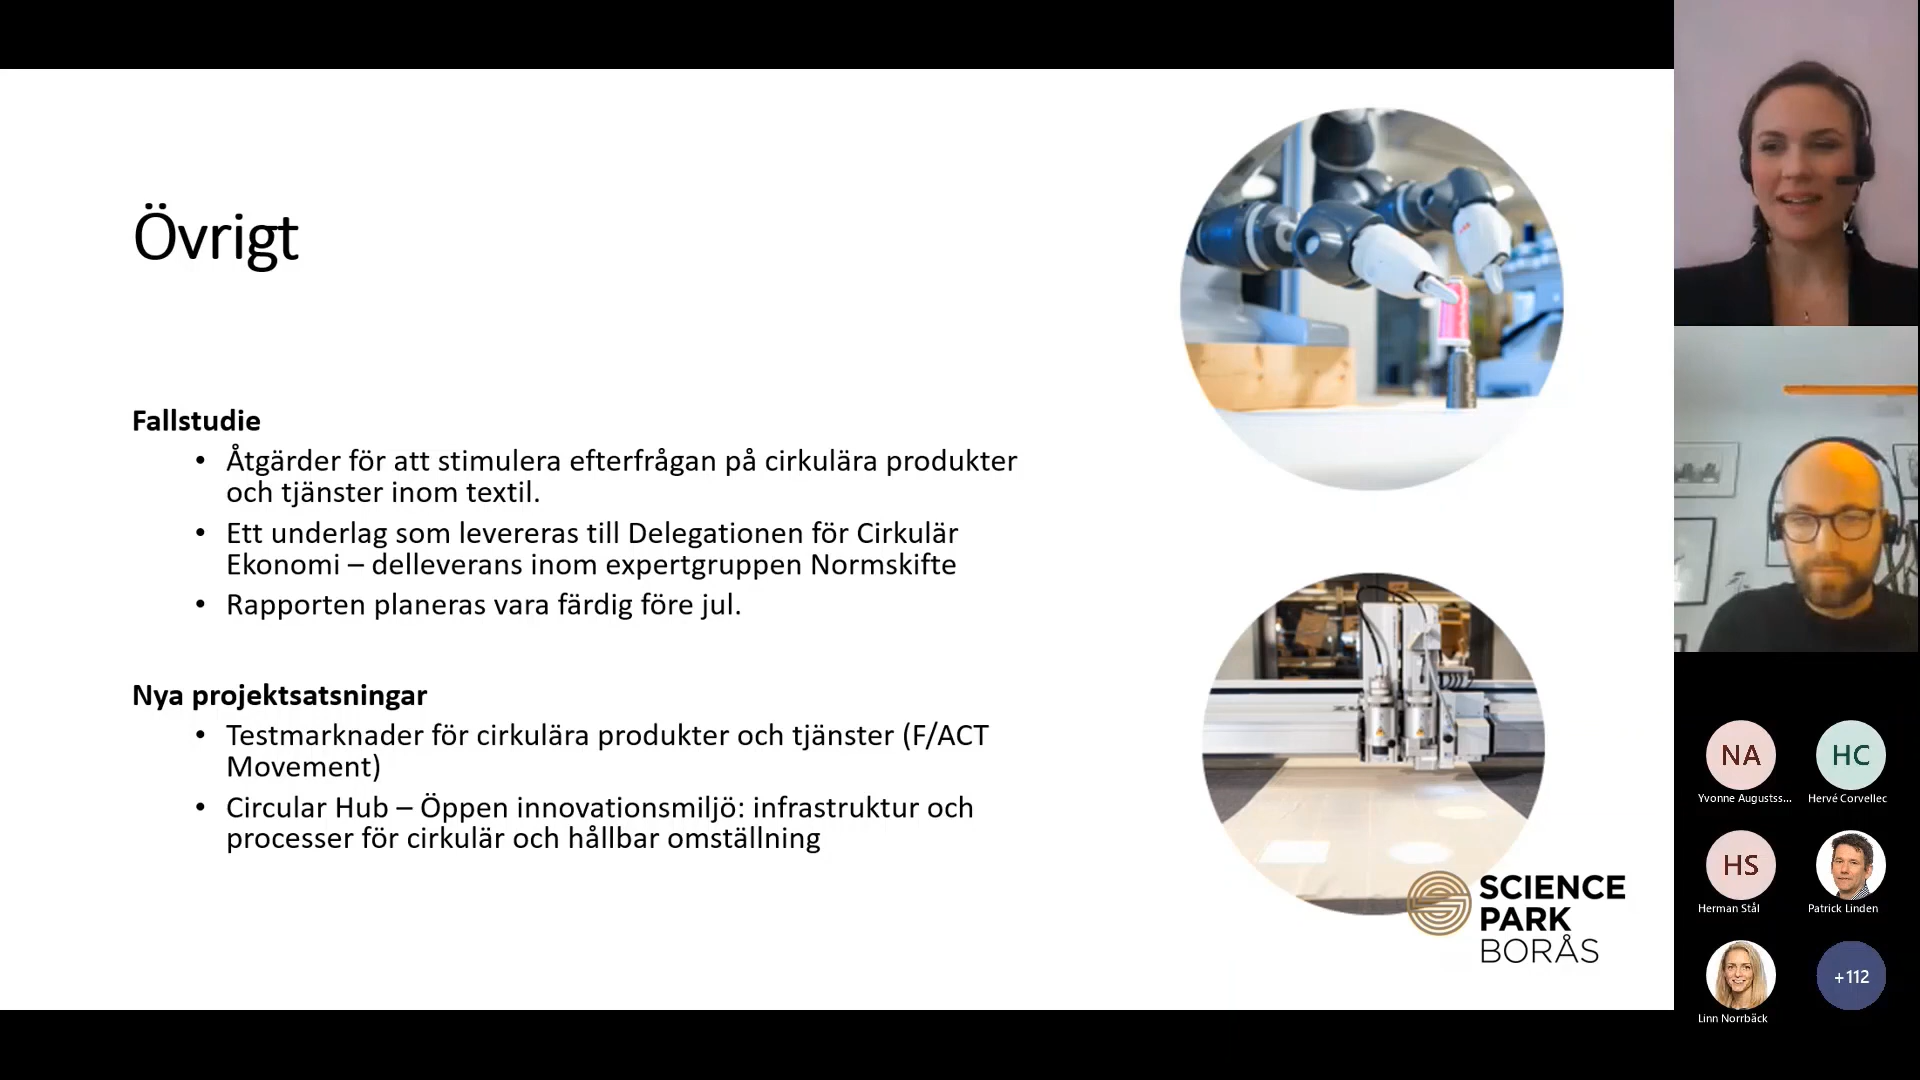 Övrigt
Fallstudie
• Åtgärder för att stimulera efterfrågan på cirkulära produkter
och tjänster inom textil.
• Ett underlag som levereras till Delegationen för Cirkulär
Ekonomi – delleverans inom expertgruppen Normskifte
• Rapporten planeras vara färdig före jul.
Nya projektsatsningar
• Testmarknader för cirkulära produkter och tjänster (F/ACT
Movement)
• Circular Hub – Öppen innovationsmiljö: infrastruktur och
processer för cirkulär och hållbar omställning
SCIENCE
PARK
BORÅS
NA
Yvonne Augustss...
HC
Hervé Corvellec
HS
Herman Stål
Patrick Linden
Linn Norrbäck
+112